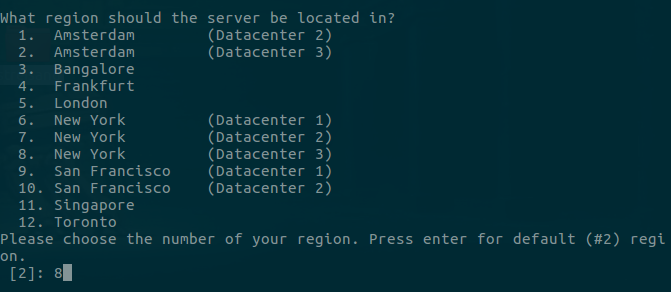 What region should the server be located in?
1. Amsterdam (Datacenter 2)
2. Amsterdam (Datacenter 3)
3. Bangalore
4. Frankfurt
5. London
6. New York (Datacenter 1)
7. New York (Datacenter 2)
8. New York (Datacenter 3)
9. San Francisco (Datacenter 1)
10. San Francisco (Datacenter 2)
11. Singapore
12. Toronto
Please choose the number of your region. Press enter for default (#2) regi
on.
[2]: 8